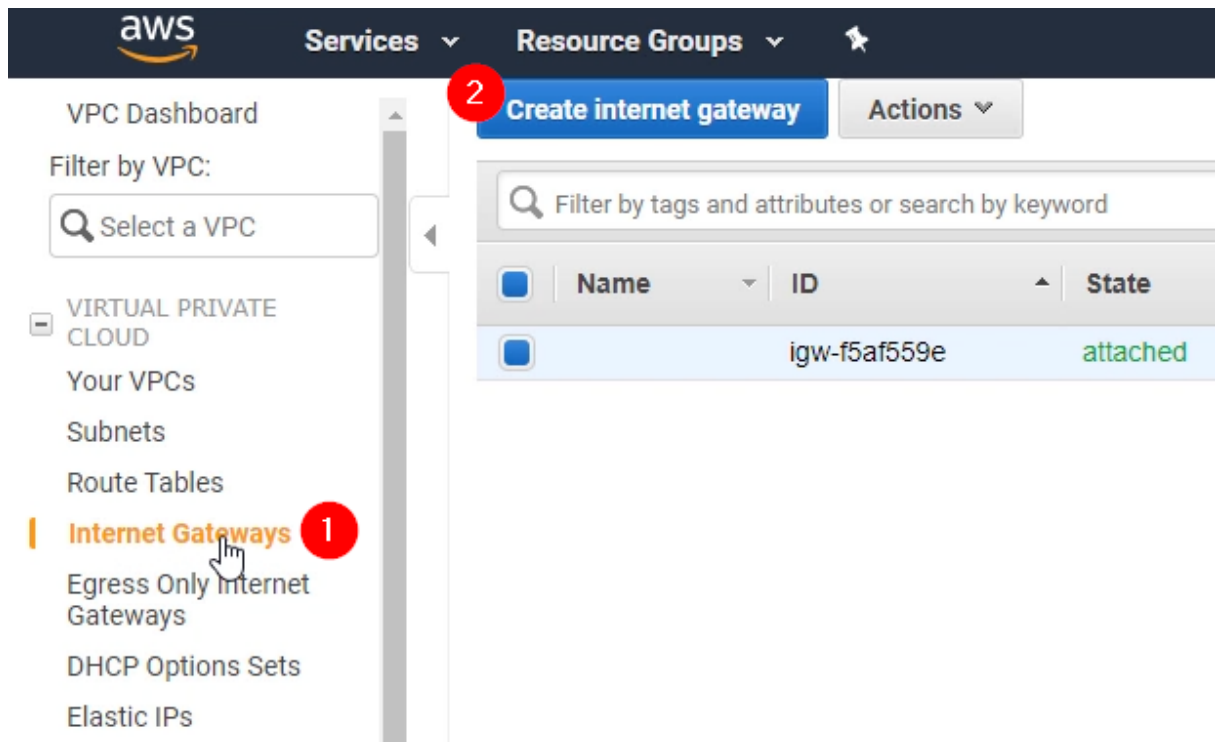 aws Services Resource Groups
VPC Dashboard
Filter by VPC:
Select a VPC
VIRTUAL PRIVATE
CLOUD
Your VPCs
Subnets
Route Tables
Internet Gateways 1
Egress Only Internet
Gateways
DHCP Options Sets
Elastic IPs
2 Create internet gateway Actions
Filter by tags and attributes or search by keyword
Name ID State
igw-f5af559e attached